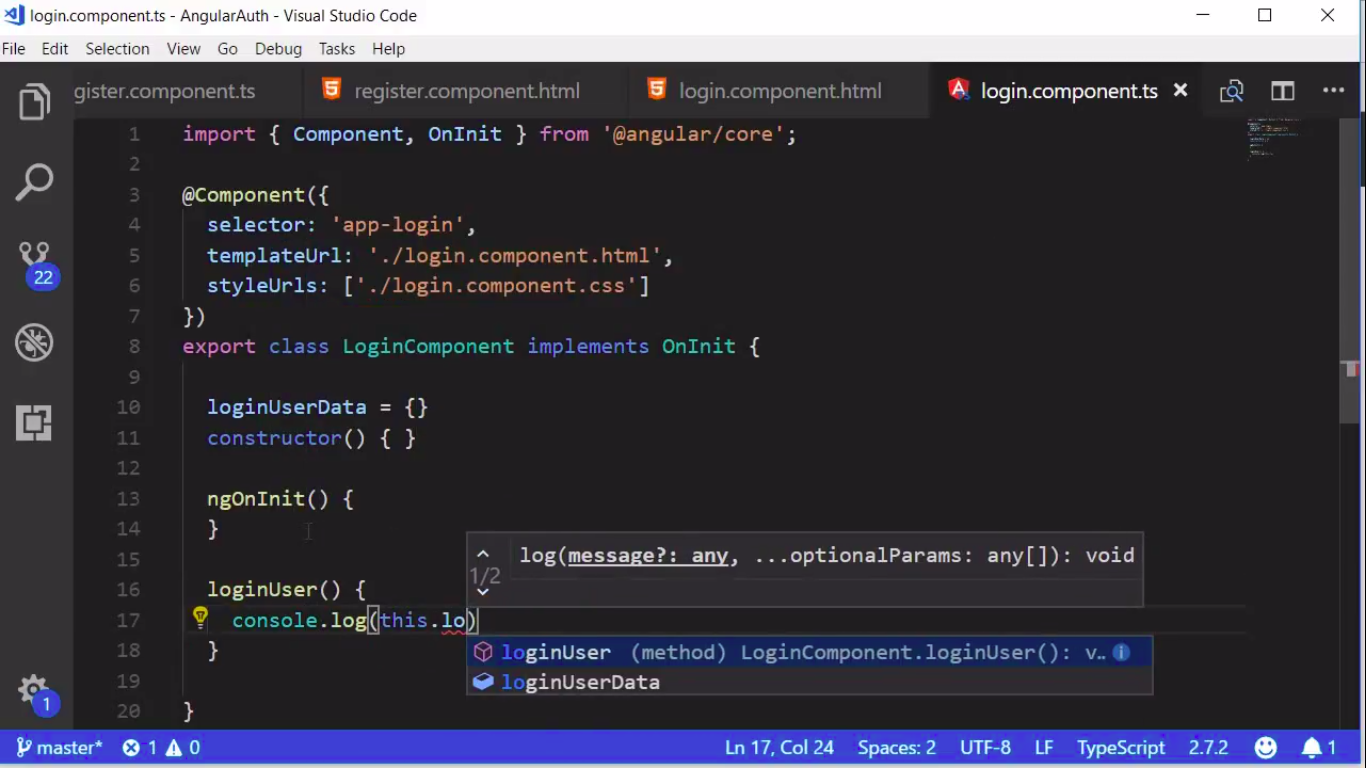 login.component.ts - AngularAuth - Visual Studio Code
File Edit Selection View Go Debug Tasks Help
gister.component.ts register.component.html login.component.html login.component.ts
1 import { Component, OnInit } from '@angular/core';
2
3 @Component({
4 selector: 'app-login',
5 templateUrl: './login.component.html',
6 styleUrls: ['./login.component.css']
7 })
8 export class LoginComponent implements OnInit {
9
10 loginUserData = {}
11 constructor() { }
12
13 ngOnInit() {
14 }
15
16 loginUser() {
17 console.log(this.lo)
18 }
19
20 }
log(message?: any, ...optionalParams: any[]): void
1/2
loginUser (method) LoginComponent.loginUser(): v..
loginUserData
22
1
master* 1 0 Ln 17, Col 24 Spaces: 2 UTF-8 LF TypeScript 2.7.2 1